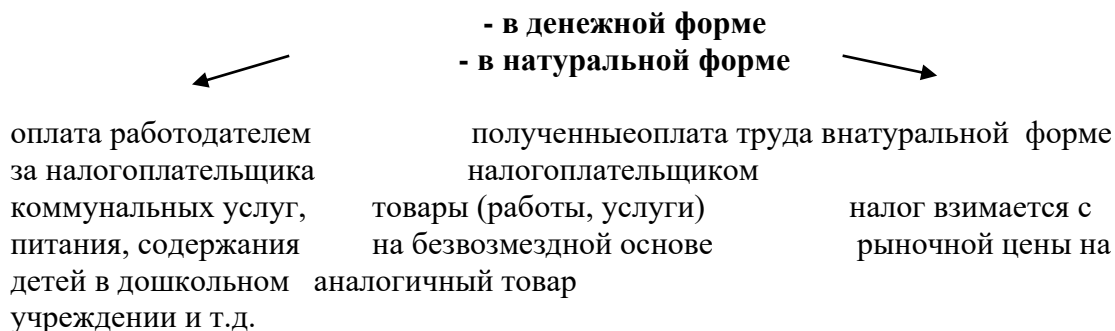 - в денежной форме
- в натуральной форме
оплата работодателем полученныеоплата труда внатуральной форме
за налогоплательщика налогоплательщиком
коммунальных услуг, товары (работы, услуги) налог взимается с
питания, содержания на безвозмездной основе рыночной цены на
детей в дошкольном аналогичный товар
учреждении и т.д.